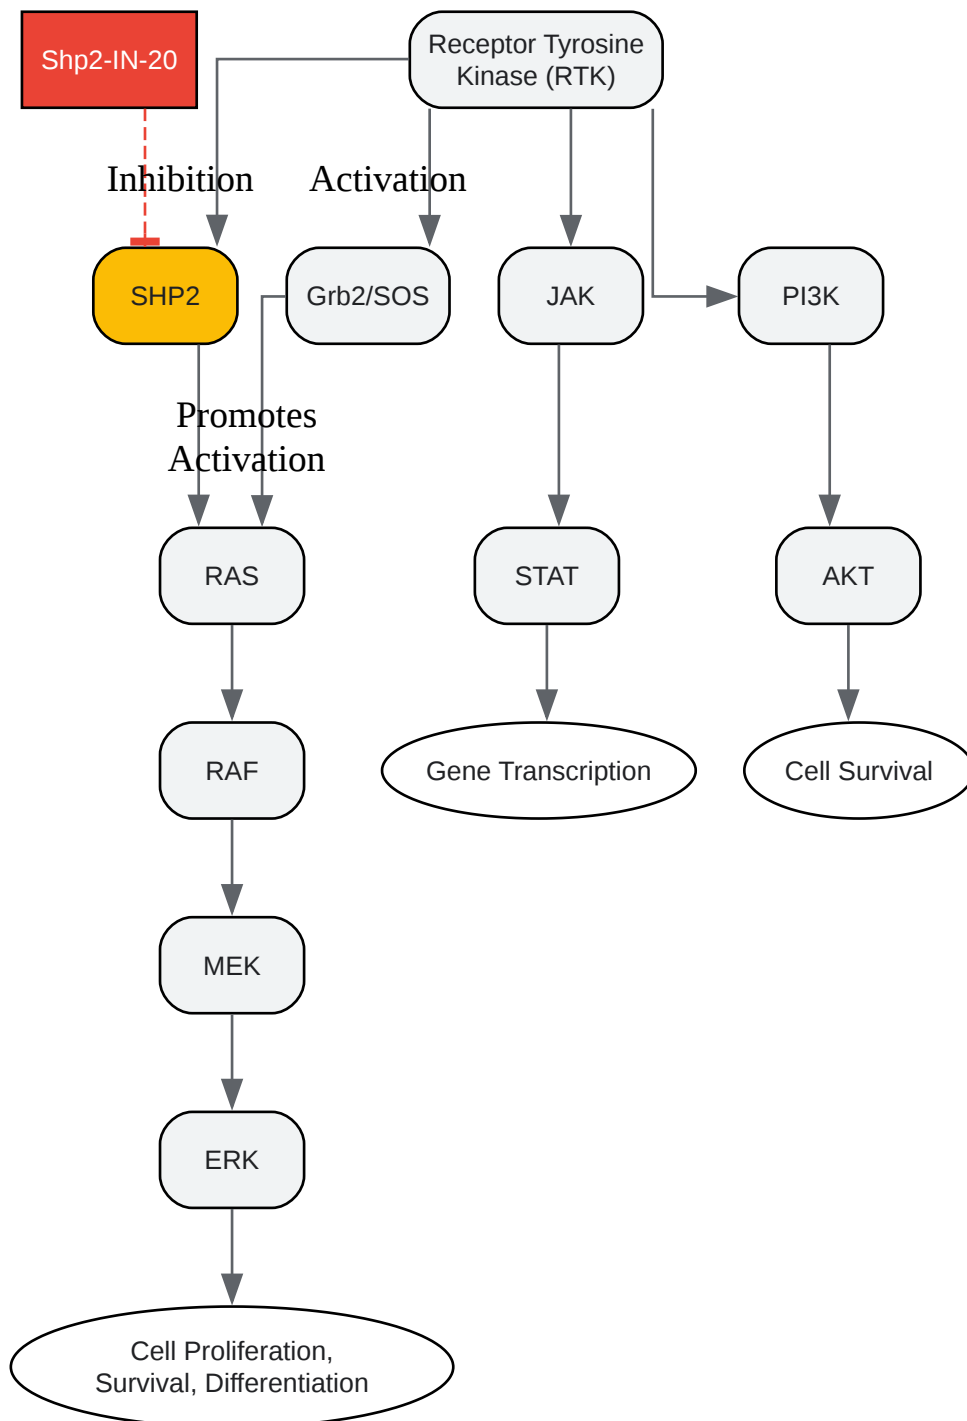 Shp2-IN-20
Receptor Tyrosine
Kinase (RTK)
Inhibition
Activation
SHP2
Grb2/SOS
JAK
PI3K
Promotes
Activation
RAS
STAT
AKT
RAF
Gene Transcription
Cell Survival
MEK
ERK
Cell Proliferation,
Survival, Differentiation